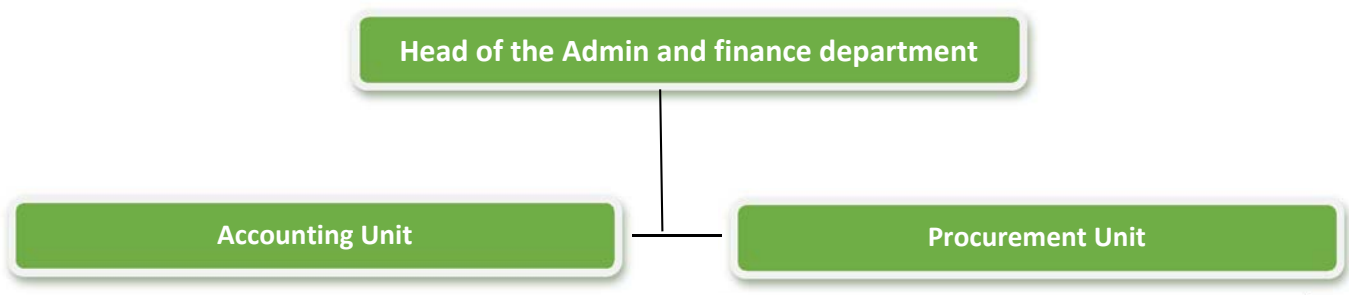 Head of the Admin and finance department
Accounting Unit
Procurement Unit